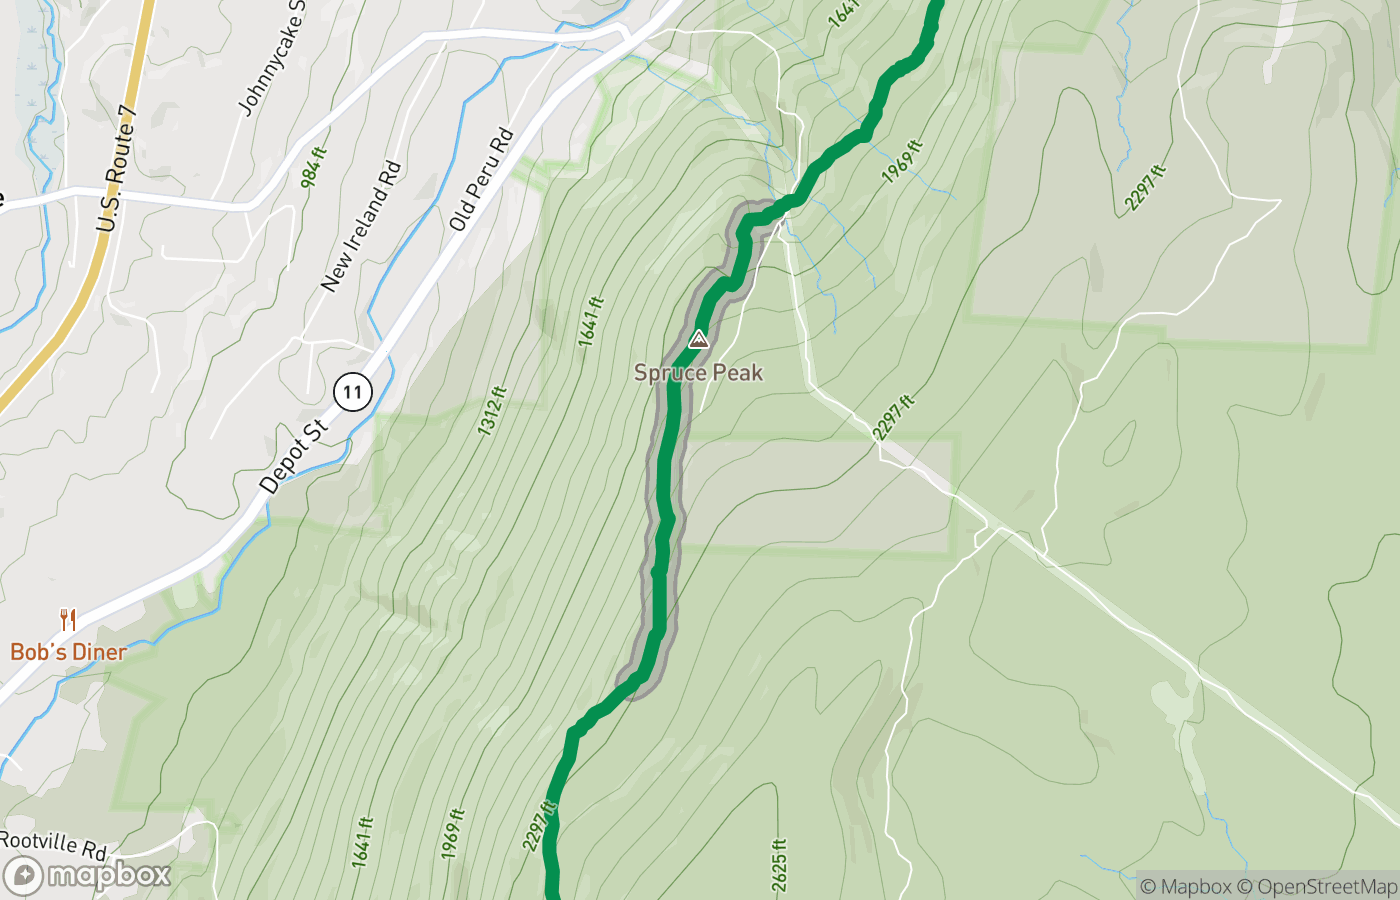 1641
Johnnycake S
U.S. Route 7
984 ft
Old Peru Rd
New Ireland Rd
1969 ft
2297 ft
e
1641 ft
Spruce Peak
11
1312 ft
Depot St
2297 ft
Bob's Diner
2297 ft
1969 ft
1641 ft
2625 ft
Rootville Rd
mapbox
© Mapbox © OpenStreetMap